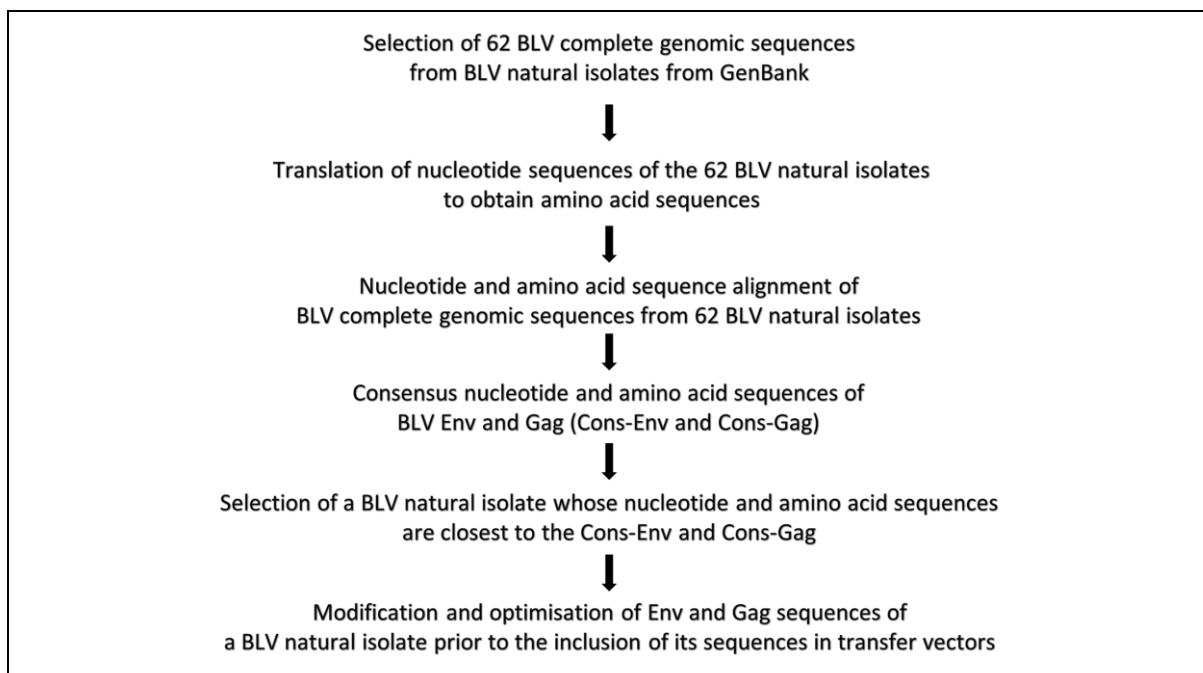 Selection of 62 BLV complete genomic sequences
from BLV natural isolates from GenBank
Translation of nucleotide sequences of the 62 BLV natural isolates
to obtain amino acid sequences
Nucleotide and amino acid sequence alignment of
BLV complete genomic sequences from 62 BLV natural isolates
Consensus nucleotide and amino acid sequences of
BLV Env and Gag (Cons-Env and Cons-Gag)
Selection of a BLV natural isolate whose nucleotide and amino acid sequences
are closest to the Cons-Env and Cons-Gag
Modification and optimisation of Env and Gag sequences of
a BLV natural isolate prior to the inclusion of its sequences in transfer vectors